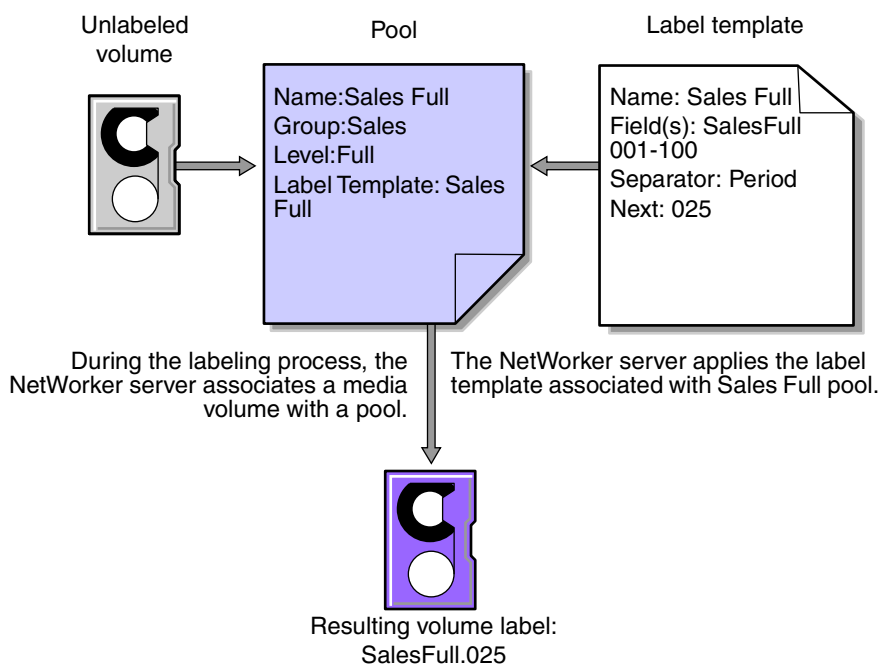 Unlabeled
volume
Pool
Label template
Name:Sales Full
Group:Sales
Level:Full
Label Template: Sales
Full
Name: Sales Full
Field(s): SalesFull
001-100
Separator: Period
Next: 025
During the labeling process, the
NetWorker server associates a media
volume with a pool.
The NetWorker server applies the label
template associated with Sales Full pool.
Resulting volume label:
SalesFull.025